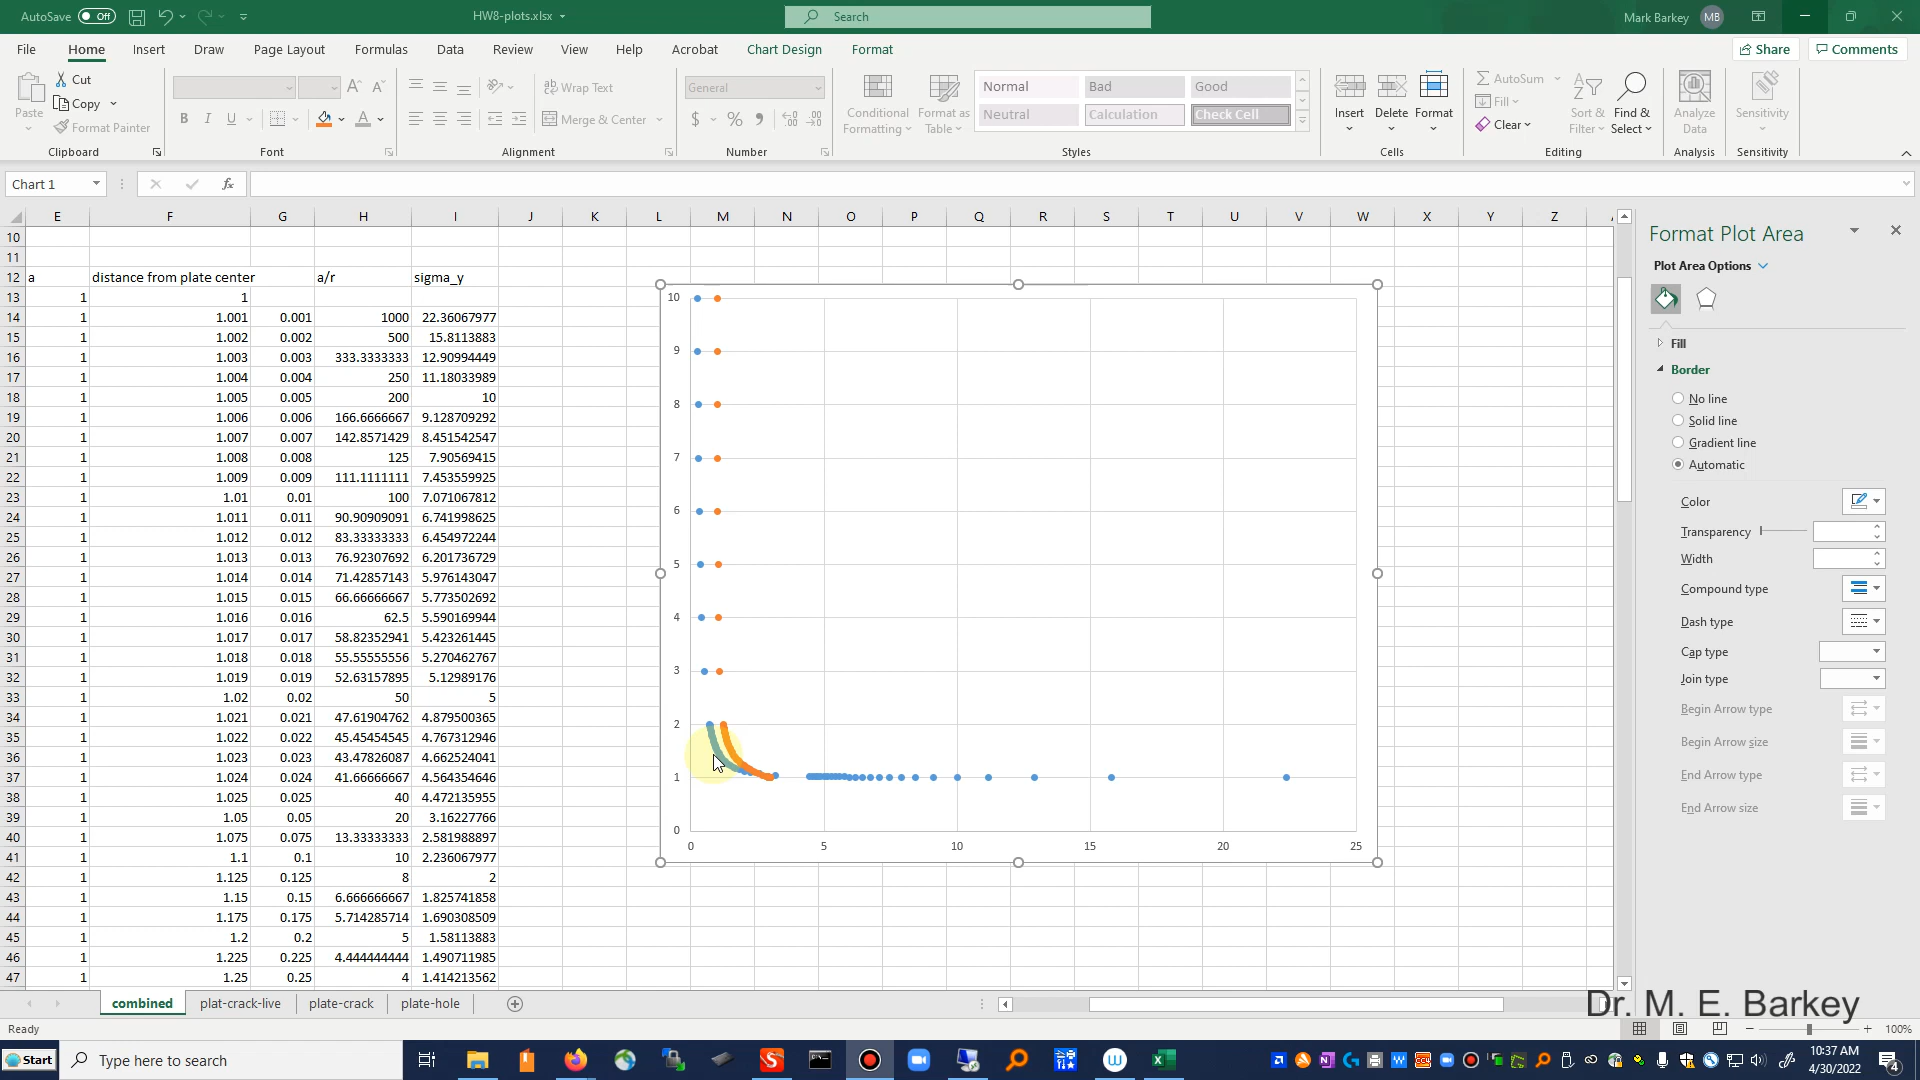 AutoSave Off HW8-plots.xlsx Search Mark Barkey MB
File Home Insert Draw Page Layout Formulas Data Review View Help Acrobat Chart Design Format Share Comments
Paste Cut Copy Format Painter
Wrap Text Merge & Center
General $ % 9
Conditional Formatting Format as Table
Normal Bad Good
Neutral Calculation Check Cell
Insert Delete Format
AutoSum Fill Clear Sort & Filter Find & Select
Analyze Data Sensitivity
Clipboard Font Alignment Number Styles Cells Editing Analysis Sensitivity
Chart 1 fx
E F G H I J K L M N O P Q R S T U V W X Y Z
10
11
12 a distance from plate center a/r sigma_y
13 1 1
14 1 1.001 0.001 1000 22.36067977
15 1 1.002 0.002 500 15.8113883
16 1 1.003 0.003 333.3333333 12.90994449
17 1 1.004 0.004 250 11.18033989
18 1 1.005 0.005 200 10
19 1 1.006 0.006 166.6666667 9.128709292
20 1 1.007 0.007 142.8571429 8.451542547
21 1 1.008 0.008 125 7.90569415
22 1 1.009 0.009 111.1111111 7.453559925
23 1 1.01 0.01 100 7.071067812
24 1 1.011 0.011 90.90909091 6.741998625
25 1 1.012 0.012 83.33333333 6.454972244
26 1 1.013 0.013 76.92307692 6.201736729
27 1 1.014 0.014 71.42857143 5.976143047
28 1 1.015 0.015 66.66666667 5.773502692
29 1 1.016 0.016 62.5 5.590169944
30 1 1.017 0.017 58.82352941 5.423261445
31 1 1.018 0.018 55.55555556 5.270462767
32 1 1.019 0.019 52.63157895 5.12989176
33 1 1.02 0.02 50 5
34 1 1.021 0.021 47.61904762 4.879500365
35 1 1.022 0.022 45.45454545 4.767312946
36 1 1.023 0.023 43.47826087 4.662524041
37 1 1.024 0.024 41.66666667 4.564354646
38 1 1.025 0.025 40 4.472135955
39 1 1.05 0.05 20 3.16227766
40 1 1.075 0.075 13.33333333 2.581988897
41 1 1.1 0.1 10 2.236067977
42 1 1.125 0.125 8 2
43 1 1.15 0.15 6.666666667 1.825741858
44 1 1.175 0.175 5.714285714 1.690308509
45 1 1.2 0.2 5 1.58113883
46 1 1.225 0.225 4.444444444 1.490711985
47 1 1.25 0.25 4 1.414213562
10
9
8
7
6
5
4
3
2
1
0
0 5 10 15 20 25
Format Plot Area
Plot Area Options
Fill
Border
No line
Solid line
Gradient line
Automatic
Color
Transparency
Width
Compound type
Dash type
Cap type
Join type
Begin Arrow type
Begin Arrow size
End Arrow type
End Arrow size
combined plat-crack-live plate-crack plate-hole
Dr. M. E. Barkey
Ready 100%
Start Type here to search 10:37 AM
4/30/2022 4